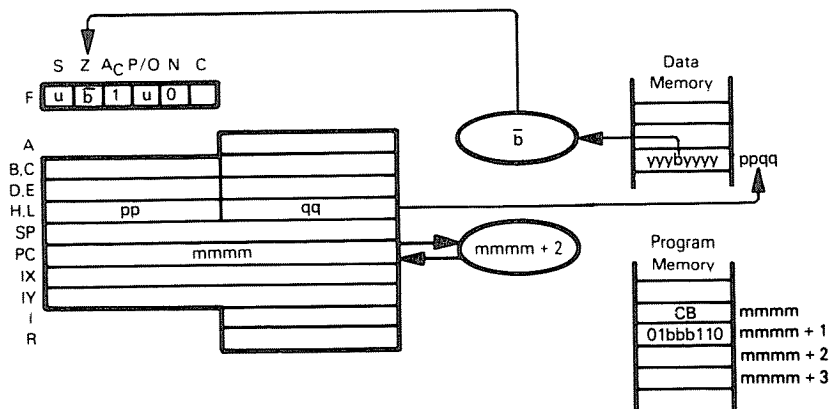 S Z AC P/O N C
F u b̅ 1 u 0
A
B,C
D,E
H,L pp qq
SP
PC mmmm
IX
IY
I
R
b̅
mmmm + 2
Data
Memory
yyybyyyy ppqq
Program
Memory
CB mmmm
01bbb110 mmmm + 1
mmmm + 2
mmmm + 3